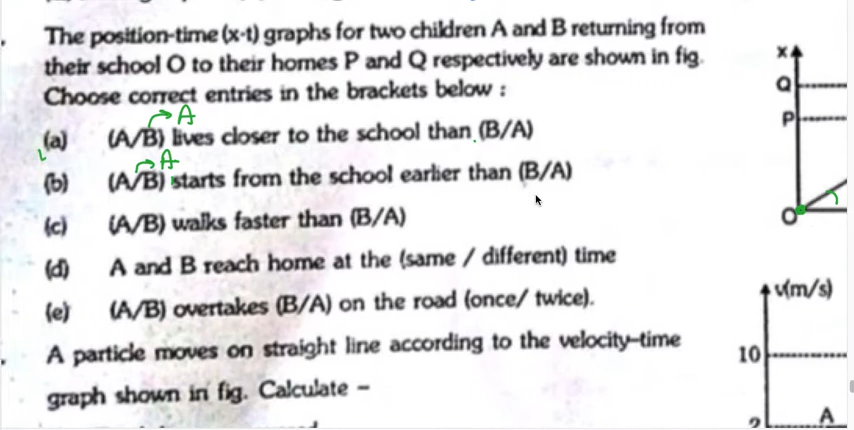 The position-time (x-t) graphs for two children A and B returning from
their school O to their homes P and Q respectively are shown in fig.
Choose correct entries in the brackets below :
A
(a) (A/B) lives closer to the school than (B/A)
A
(b) (A/B) starts from the school earlier than (B/A)
(c) (A/B) walks faster than (B/A)
(d) A and B reach home at the (same / different) time
(e) (A/B) overtakes (B/A) on the road (once/ twice).
A particle moves on straight line according to the velocity-time
graph shown in fig. Calculate –
x
Q
P
O
v(m/s)
10
A